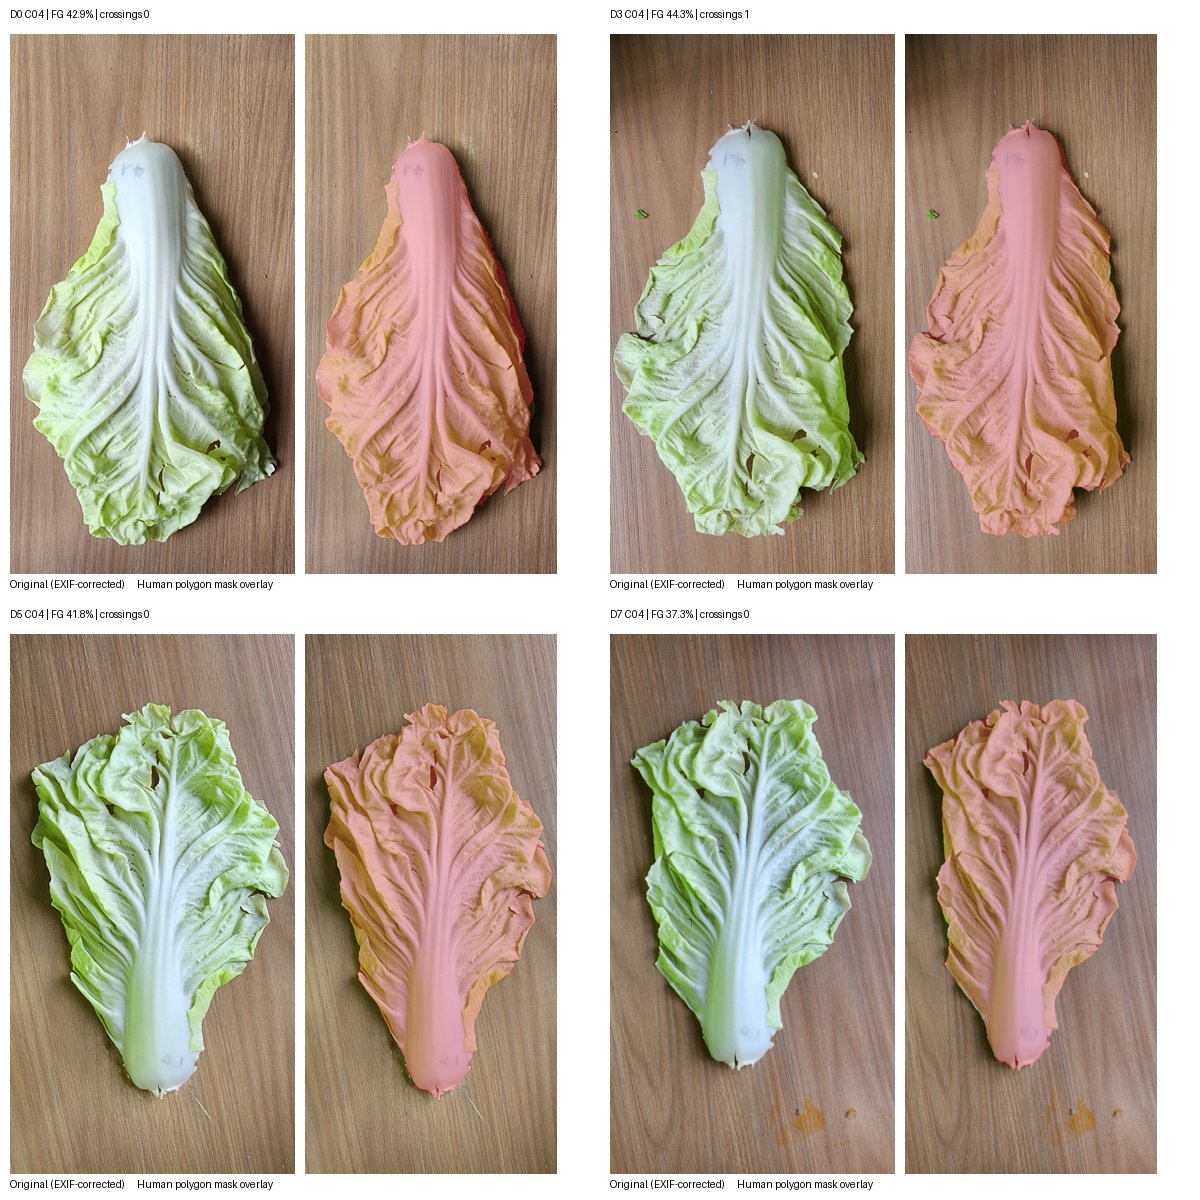 D0 C04 | FG 42.9% | crossings 0
D3 C04 | FG 44.3% | crossings 1
Original (EXIF-corrected) Human polygon mask overlay
Original (EXIF-corrected) Human polygon mask overlay
D5 C04 | FG 41.8% | crossings 0
D7 C04 | FG 37.3% | crossings 0
Original (EXIF-corrected) Human polygon mask overlay
Original (EXIF-corrected) Human polygon mask overlay